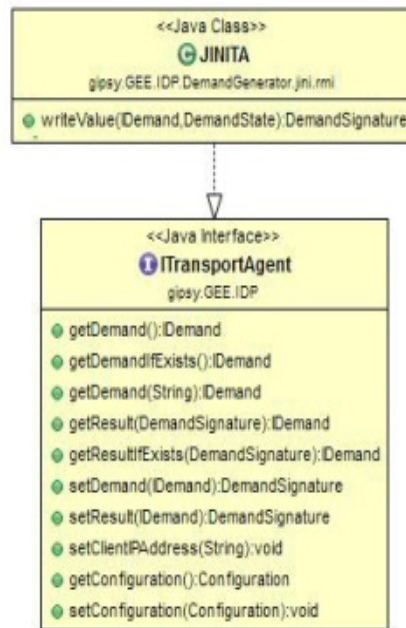 <<Java Class>>
JINITA
gipsy.GEE.IDP.DemandGenerator.jini.rmi
writeValue(IDemand,DemandState):DemandSignature
<<Java Interface>>
ITransportAgent
gipsy.GEE.IDP
getDemand():IDemand
getDemandIfExists():IDemand
getDemand(String):IDemand
getResult(DemandSignature):IDemand
getResultIfExists(DemandSignature):IDemand
setDemand(IDemand):DemandSignature
setResult(IDemand):DemandSignature
setClientIPAddress(String):void
getConfiguration():Configuration
setConfiguration(Configuration):void